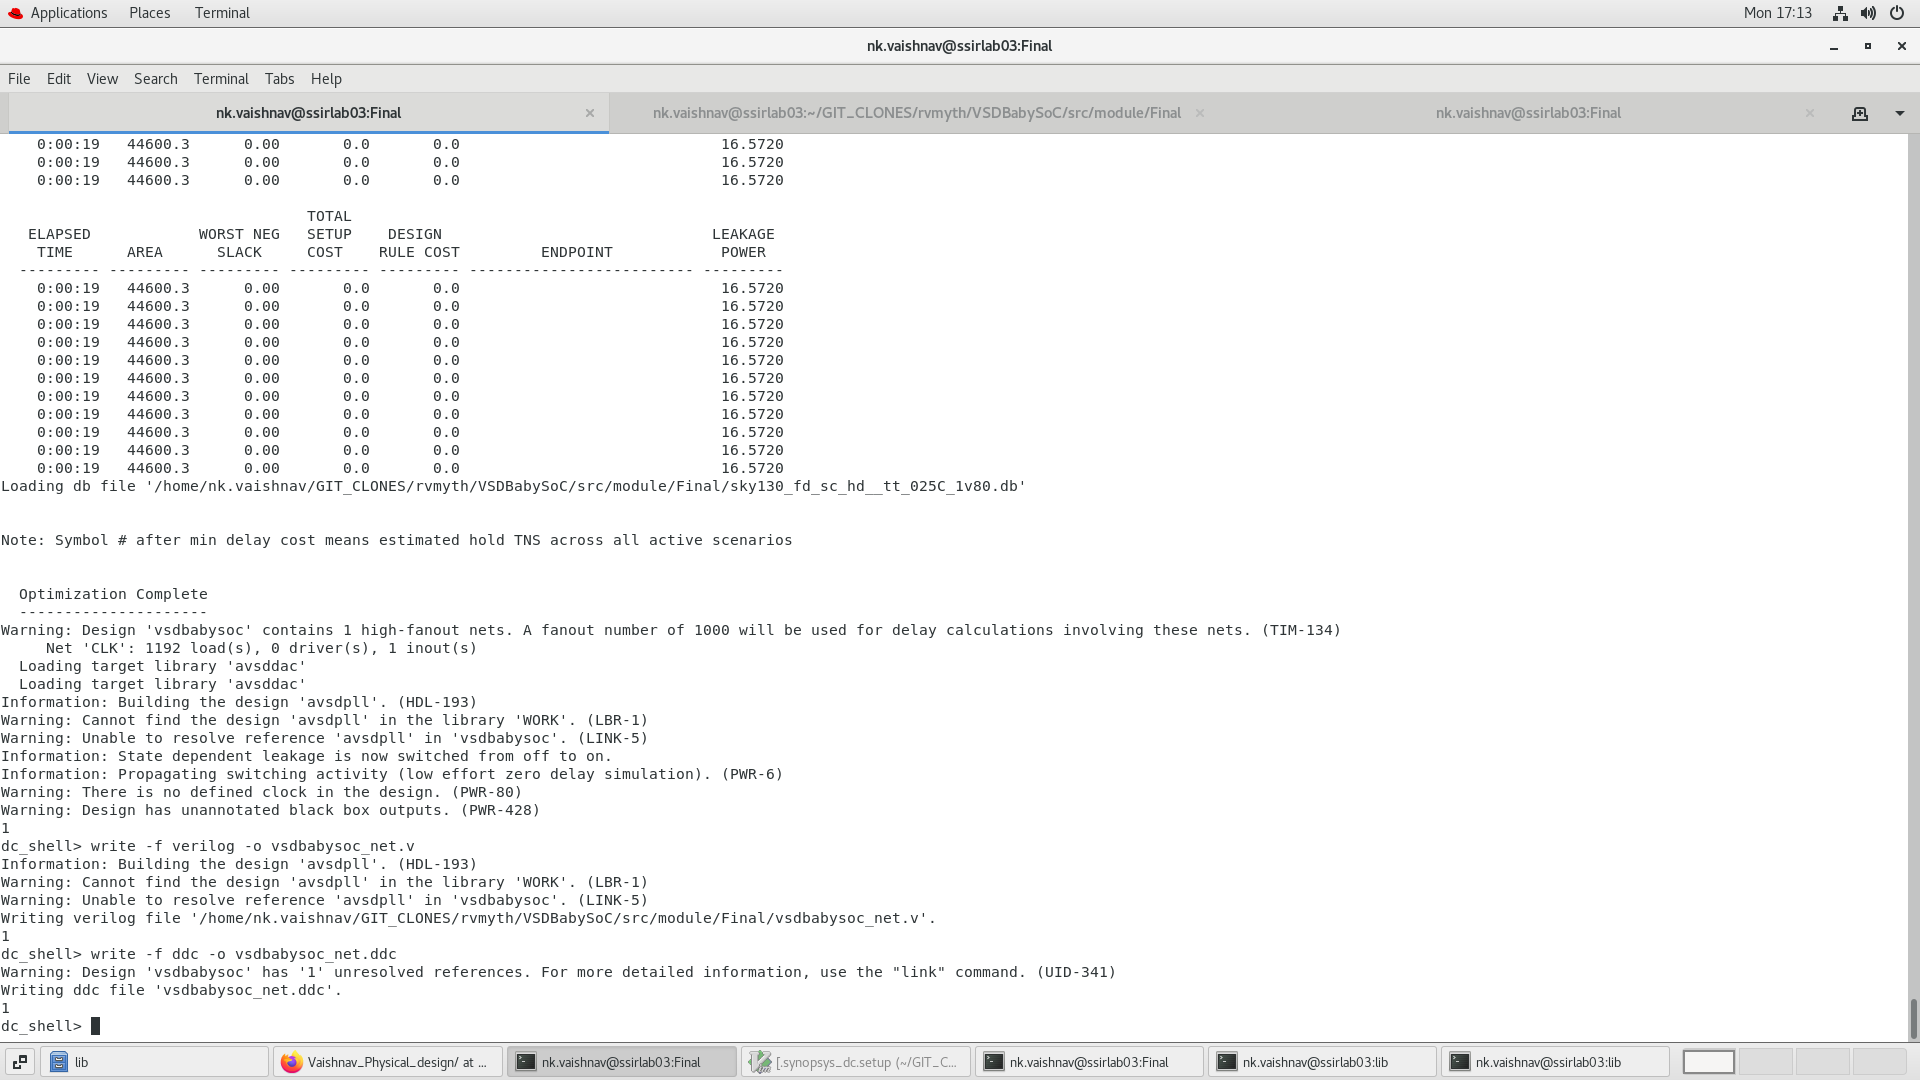 Applications Places Terminal Mon 17:13
nk.vaishnav@ssirlab03:Final
File Edit View Search Terminal Tabs Help
nk.vaishnav@ssirlab03:Final × nk.vaishnav@ssirlab03:~/GIT_CLONES/rvmyth/VSDBabySoC/src/module/Final × nk.vaishnav@ssirlab03:Final ×
0:00:19 44600.3 0.00 0.0 0.0 16.5720
0:00:19 44600.3 0.00 0.0 0.0 16.5720
0:00:19 44600.3 0.00 0.0 0.0 16.5720
TOTAL
ELAPSED WORST NEG SETUP DESIGN LEAKAGE
TIME AREA SLACK COST RULE COST ENDPOINT POWER
--------- --------- --------- --------- --------- ------------------------- ---------
0:00:19 44600.3 0.00 0.0 0.0 16.5720
0:00:19 44600.3 0.00 0.0 0.0 16.5720
0:00:19 44600.3 0.00 0.0 0.0 16.5720
0:00:19 44600.3 0.00 0.0 0.0 16.5720
0:00:19 44600.3 0.00 0.0 0.0 16.5720
0:00:19 44600.3 0.00 0.0 0.0 16.5720
0:00:19 44600.3 0.00 0.0 0.0 16.5720
0:00:19 44600.3 0.00 0.0 0.0 16.5720
0:00:19 44600.3 0.00 0.0 0.0 16.5720
0:00:19 44600.3 0.00 0.0 0.0 16.5720
0:00:19 44600.3 0.00 0.0 0.0 16.5720
Loading db file '/home/nk.vaishnav/GIT_CLONES/rvmyth/VSDBabySoC/src/module/Final/sky130_fd_sc_hd__tt_025C_1v80.db'
Note: Symbol # after min delay cost means estimated hold TNS across all active scenarios
Optimization Complete
---------------------
Warning: Design 'vsdbabysoc' contains 1 high-fanout nets. A fanout number of 1000 will be used for delay calculations involving these nets. (TIM-134)
Net 'CLK': 1192 load(s), 0 driver(s), 1 inout(s)
Loading target library 'avsddac'
Loading target library 'avsddac'
Information: Building the design 'avsdpll'. (HDL-193)
Warning: Cannot find the design 'avsdpll' in the library 'WORK'. (LBR-1)
Warning: Unable to resolve reference 'avsdpll' in 'vsdbabysoc'. (LINK-5)
Information: State dependent leakage is now switched from off to on.
Information: Propagating switching activity (low effort zero delay simulation). (PWR-6)
Warning: There is no defined clock in the design. (PWR-80)
Warning: Design has unannotated black box outputs. (PWR-428)
1
dc_shell> write -f verilog -o vsdbabysoc_net.v
Information: Building the design 'avsdpll'. (HDL-193)
Warning: Cannot find the design 'avsdpll' in the library 'WORK'. (LBR-1)
Warning: Unable to resolve reference 'avsdpll' in 'vsdbabysoc'. (LINK-5)
Writing verilog file '/home/nk.vaishnav/GIT_CLONES/rvmyth/VSDBabySoC/src/module/Final/vsdbabysoc_net.v'.
1
dc_shell> write -f ddc -o vsdbabysoc_net.ddc
Warning: Design 'vsdbabysoc' has '1' unresolved references. For more detailed information, use the "link" command. (UID-341)
Writing ddc file 'vsdbabysoc_net.ddc'.
1
dc_shell>
lib Vaishnav_Physical_design/ at ... nk.vaishnav@ssirlab03:Final [.synopsys_dc.setup (~/GIT_C... nk.vaishnav@ssirlab03:Final nk.vaishnav@ssirlab03:lib nk.vaishnav@ssirlab03:lib